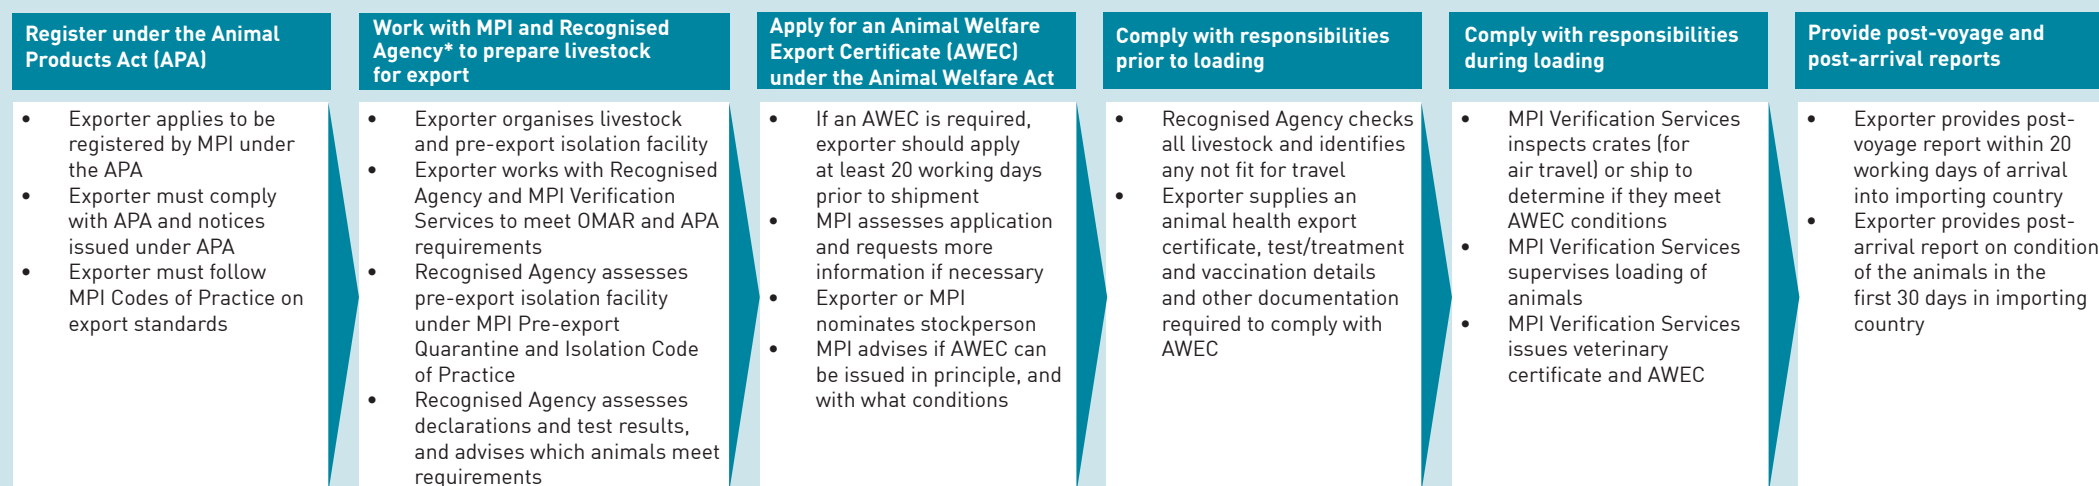 Register under the Animal
Products Act (APA)
• Exporter applies to be
registered by MPI under
the APA
• Exporter must comply
with APA and notices
issued under APA
• Exporter must follow
MPI Codes of Practice on
export standards
Work with MPI and Recognised
Agency* to prepare livestock
for export
• Exporter organises livestock
and pre-export isolation facility
• Exporter works with Recognised
Agency and MPI Verification
Services to meet OMAR and APA
requirements
• Recognised Agency assesses
pre-export isolation facility
under MPI Pre-export
Quarantine and Isolation Code
of Practice
• Recognised Agency assesses
declarations and test results,
and advises which animals meet
requirements
Apply for an Animal Welfare
Export Certificate (AWEC)
under the Animal Welfare Act
• If an AWEC is required,
exporter should apply
at least 20 working days
prior to shipment
• MPI assesses application
and requests more
information if necessary
• Exporter or MPI
nominates stockperson
• MPI advises if AWEC can
be issued in principle, and
with what conditions
Comply with responsibilities
prior to loading
• Recognised Agency checks
all livestock and identifies
any not fit for travel
• Exporter supplies an
animal health export
certificate, test/treatment
and vaccination details
and other documentation
required to comply with
AWEC
Comply with responsibilities
during loading
• MPI Verification Services
inspects crates (for
air travel) or ship to
determine if they meet
AWEC conditions
• MPI Verification Services
supervises loading of
animals
• MPI Verification Services
issues veterinary
certificate and AWEC
Provide post-voyage and
post-arrival reports
• Exporter provides post-
voyage report within 20
working days of arrival
into importing country
• Exporter provides post-
arrival report on condition
of the animals in the
first 30 days in importing
country